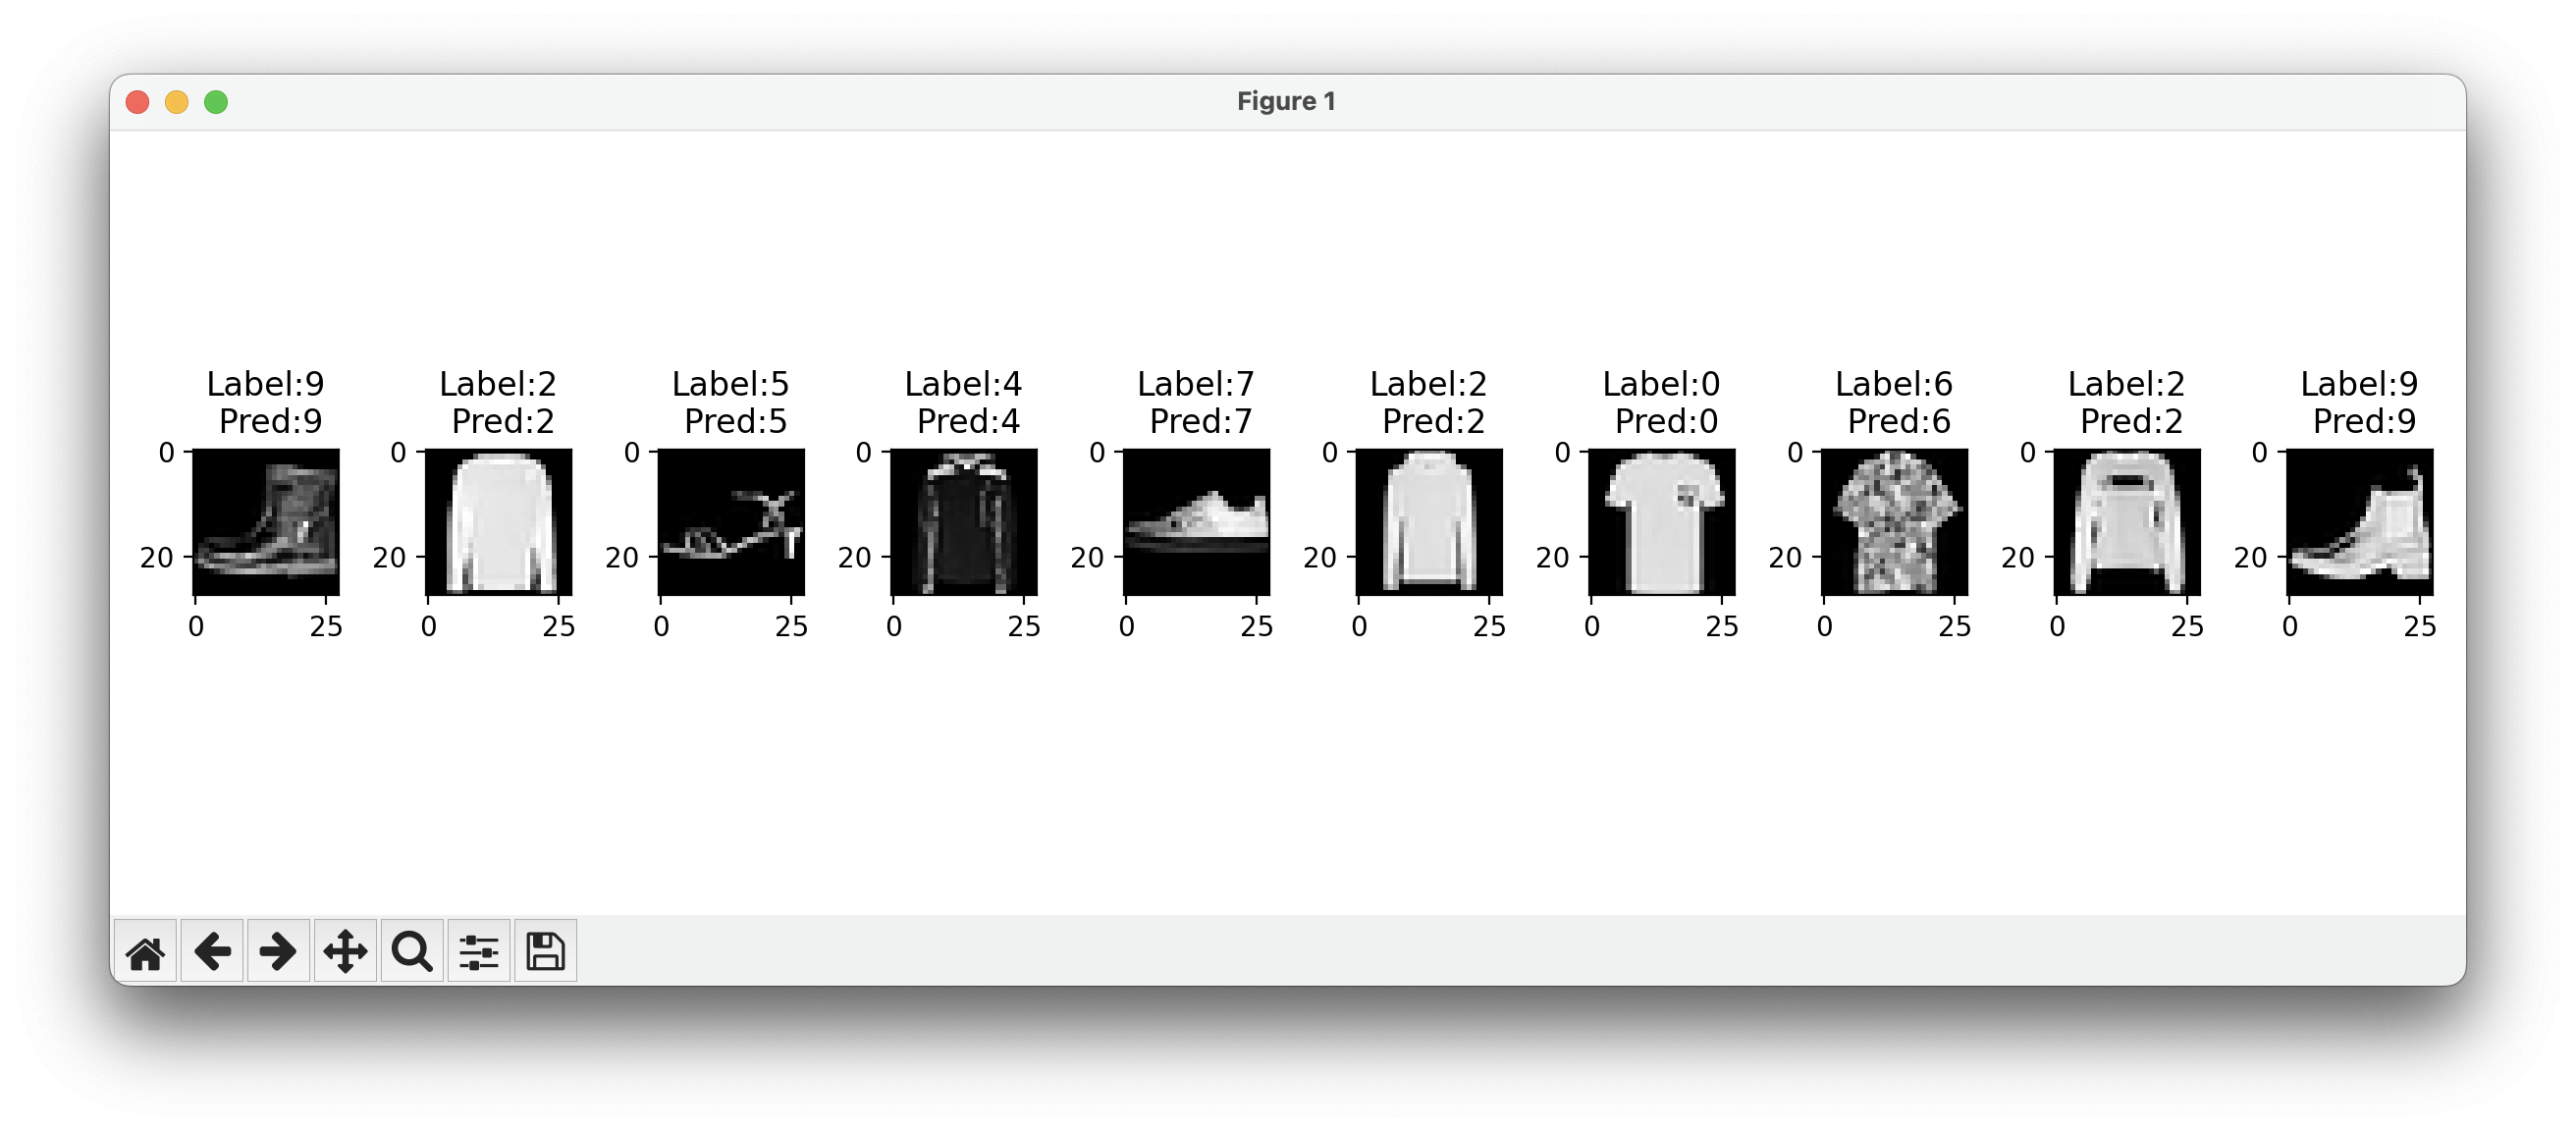 Figure 1
Label:9 Label:2 Label:5 Label:4 Label:7 Label:2 Label:0 Label:6 Label:2 Label:9
Pred:9 Pred:2 Pred:5 Pred:4 Pred:7 Pred:2 Pred:0 Pred:6 Pred:2 Pred:9
0 0 0 0 0 0 0 0 0 0
20 20 20 20 20 20 20 20 20 20
0 25 0 25 0 25 0 25 0 25 0 25 0 25 0 25 0 25 0 25